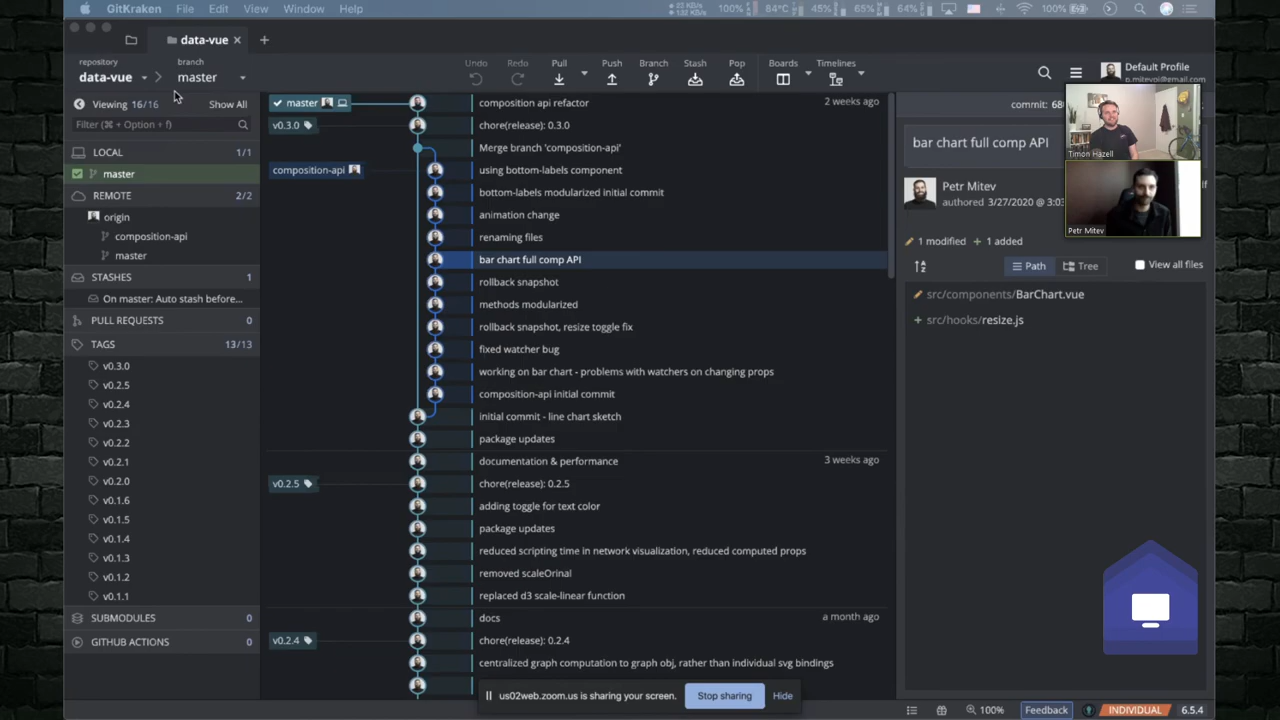 GitKraken File Edit View Window Help 100% 84°C 45% 65% 64% 100%
data-vue
repository
data-vue
branch
master
Undo
Redo
Pull
Push
Branch
Stash
Pop
Boards
Timelines
Default Profile
p.mitevpi@email.com
Viewing 16/16 Show All
Filter (⌘ + Option + f)
LOCAL 1/1
master
REMOTE 2/2
origin
composition-api
master
STASHES 1
On master: Auto stash before...
PULL REQUESTS 0
TAGS 13/13
v0.3.0
v0.2.5
v0.2.4
v0.2.3
v0.2.2
v0.2.1
v0.2.0
v0.1.6
v0.1.5
v0.1.4
v0.1.3
v0.1.2
v0.1.1
SUBMODULES 0
GITHUB ACTIONS 0
master composition api refactor 2 weeks ago
v0.3.0 chore(release): 0.3.0
Merge branch 'composition-api'
composition-api using bottom-labels component
bottom-labels modularized initial commit
animation change
renaming files
bar chart full comp API
rollback snapshot
methods modularized
rollback snapshot, resize toggle fix
fixed watcher bug
working on bar chart - problems with watchers on changing props
composition-api initial commit
initial commit - line chart sketch
package updates
documentation & performance 3 weeks ago
v0.2.5 chore(release): 0.2.5
adding toggle for text color
package updates
reduced scripting time in network visualization, reduced computed props
removed scaleOrinal
replaced d3 scale-linear function
docs a month ago
v0.2.4 chore(release): 0.2.4
centralized graph computation to graph obj, rather than individual svg bindings
commit:
bar chart full comp API
Petr Mitev
authored 3/27/2020 @ 3:03
1 modified + 1 added
Path Tree View all files
src/components/BarChart.vue
+ src/hooks/resize.js
Timon Hazell
Petr Mitev
us02web.zoom.us is sharing your screen. Stop sharing Hide
100% Feedback INDIVIDUAL 6.5.4